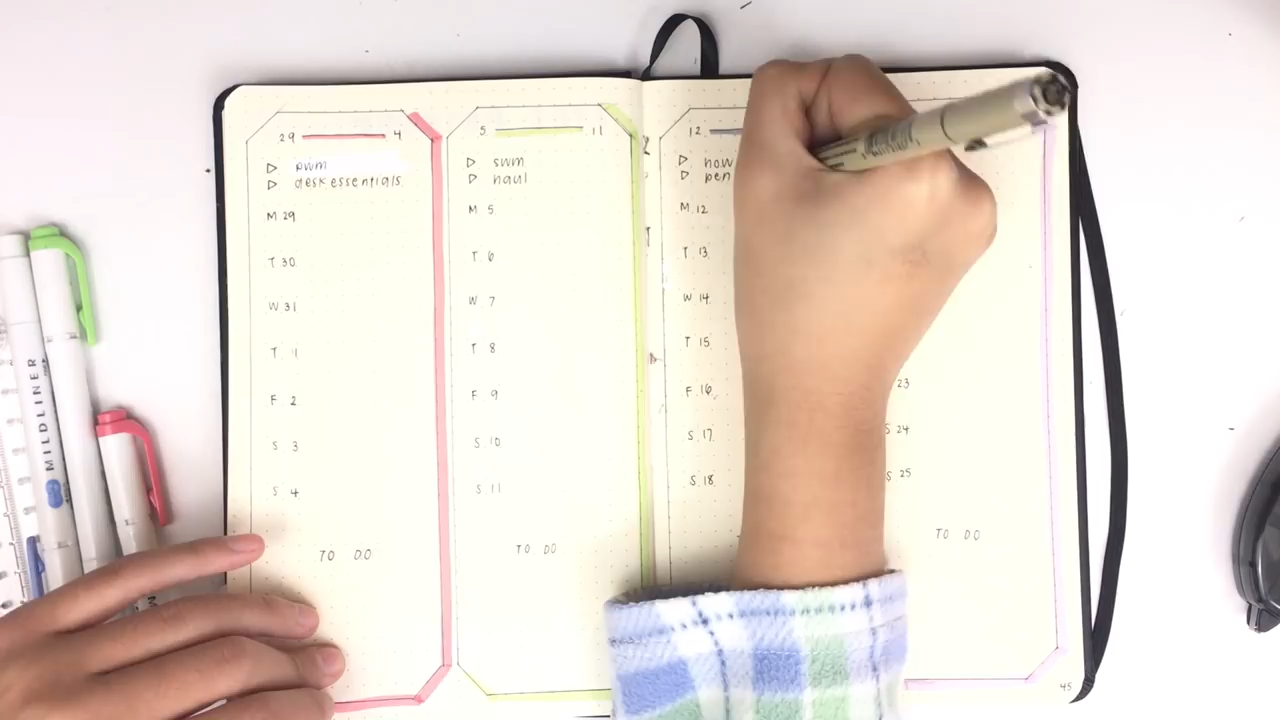 29 4
▷ pwm
▷ desk essentials
M 29
T 30
W 31
T 1
F 2
S 3
S 4
TO DO
5 11
▷ swm
▷ haul
M 5
T 6
W 7
T 8
F 9
S 10
S 11
TO DO
12
▷ how
▷ pen
M 12
T 13
W 14
T 15
F 16
S 17
S 18
23
S 24
S 25
TO DO
45
MILDLINER